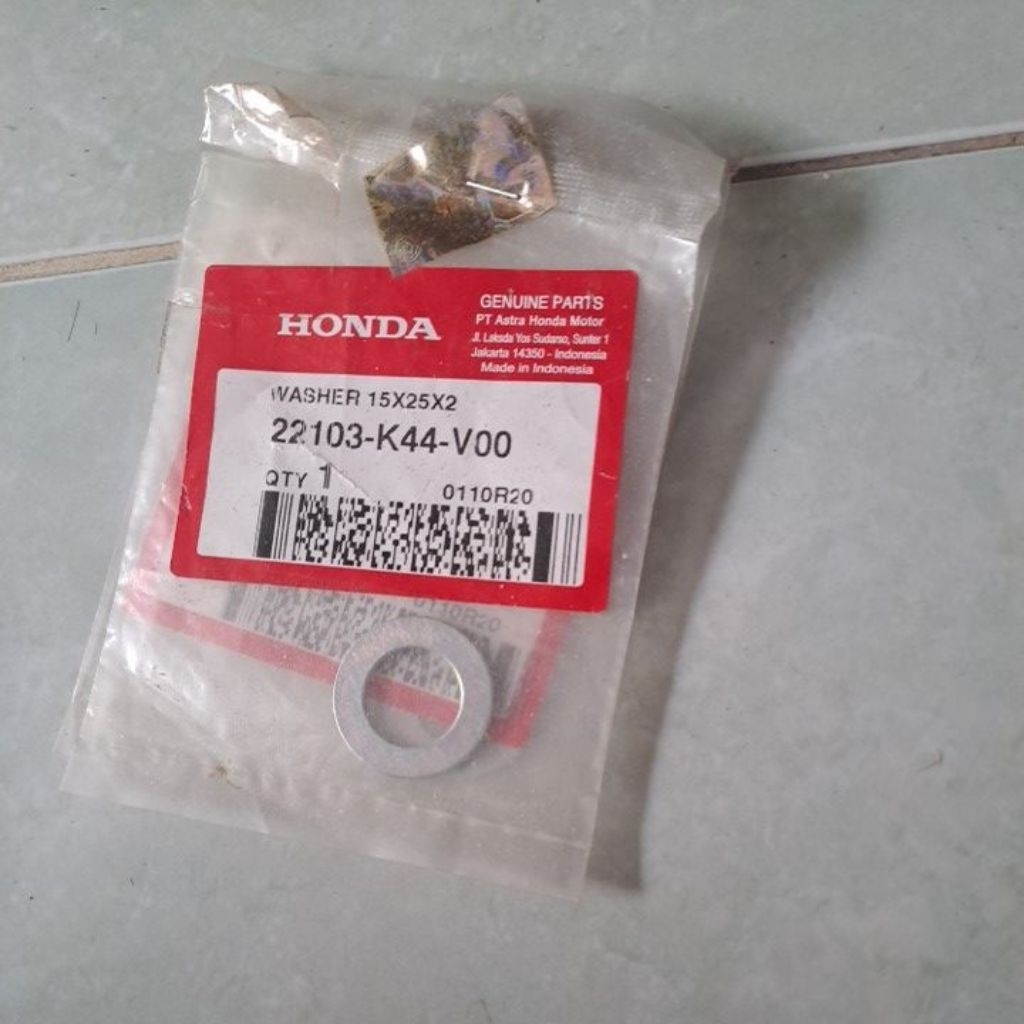 HONDA
GENUINE PARTS
PT Astra Honda Motor
Jl. Laksda Yos Sudarso, Sunter 1
Jakarta 14350 - Indonesia
Made in Indonesia
WASHER 15X25X2
22103-K44-V00
QTY 1
0110R20
0110R20